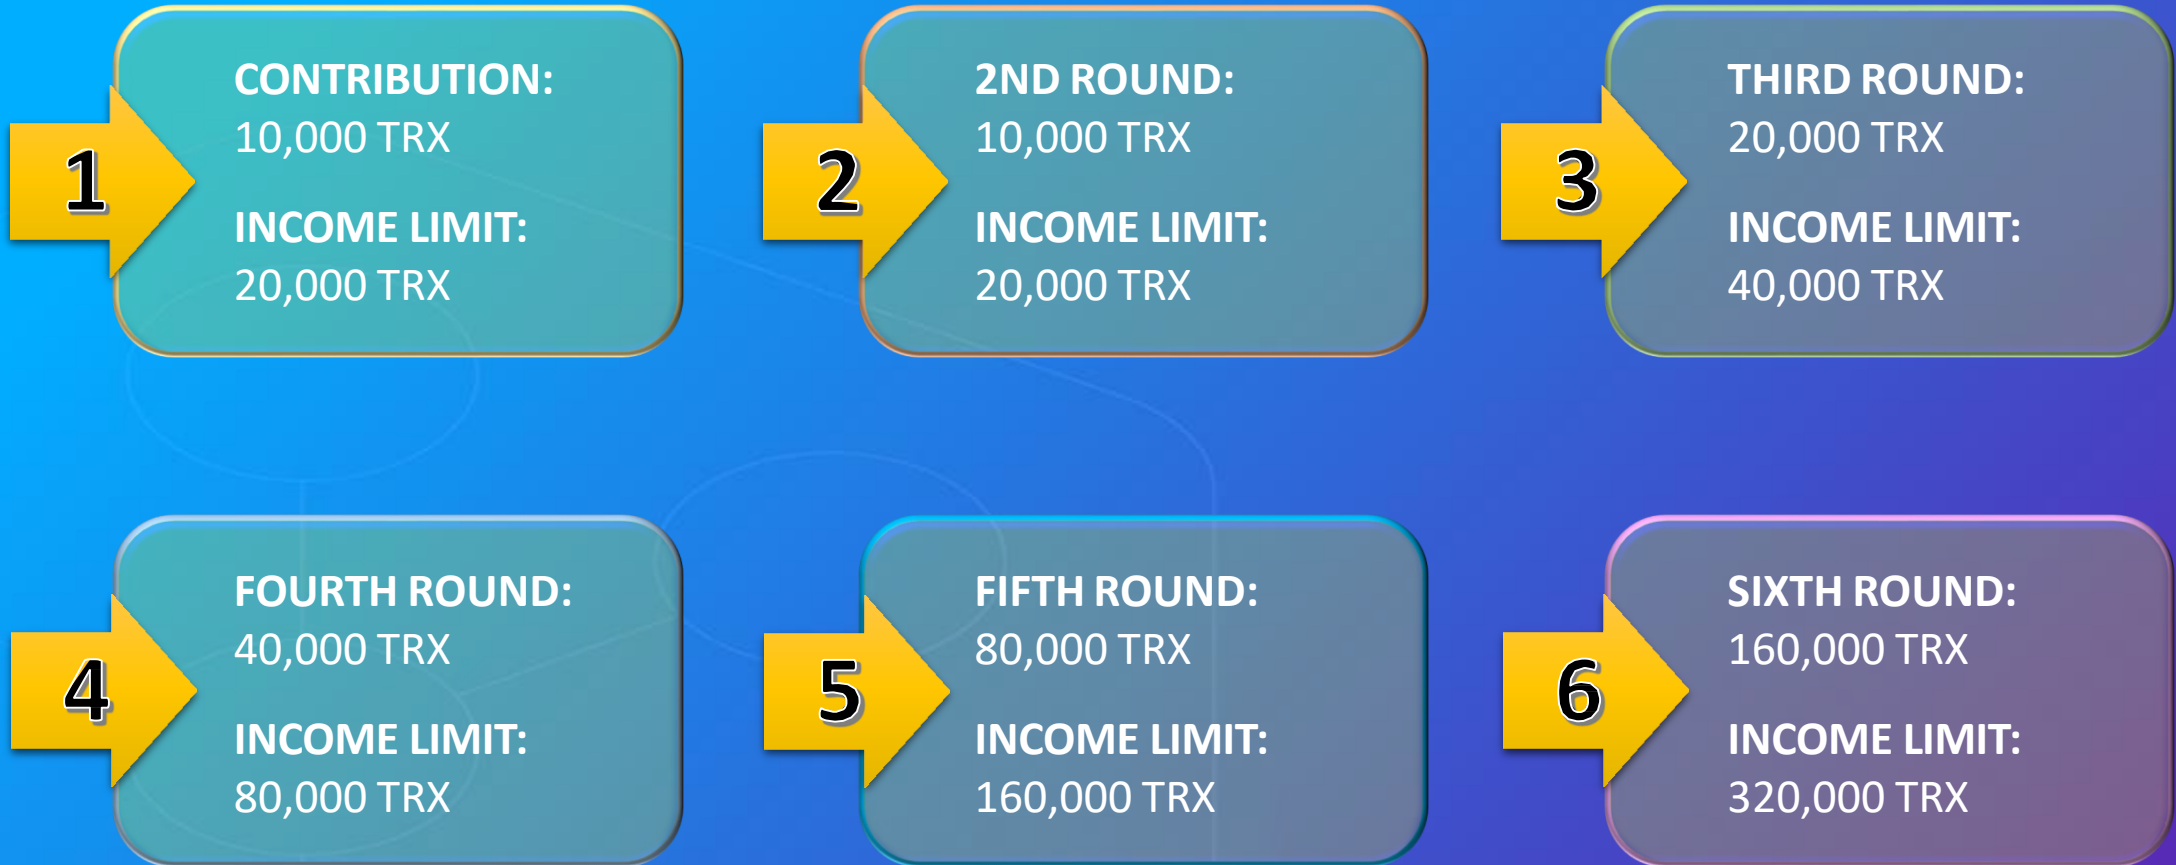 1
CONTRIBUTION:
10,000 TRX
INCOME LIMIT:
20,000 TRX
2
2ND ROUND:
10,000 TRX
INCOME LIMIT:
20,000 TRX
3
THIRD ROUND:
20,000 TRX
INCOME LIMIT:
40,000 TRX
4
FOURTH ROUND:
40,000 TRX
INCOME LIMIT:
80,000 TRX
5
FIFTH ROUND:
80,000 TRX
INCOME LIMIT:
160,000 TRX
6
SIXTH ROUND:
160,000 TRX
INCOME LIMIT:
320,000 TRX